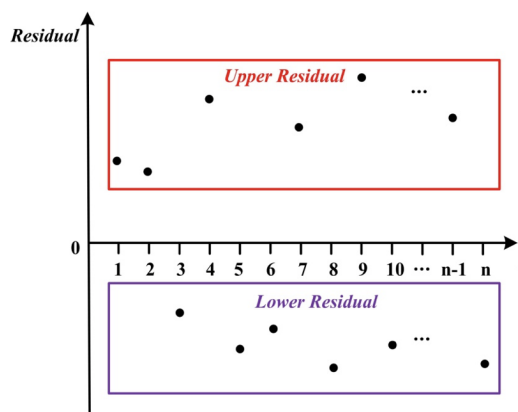 Residual
Upper Residual
...
0
1 2 3 4 5 6 7 8 9 10 ... n-1 n
Lower Residual
...